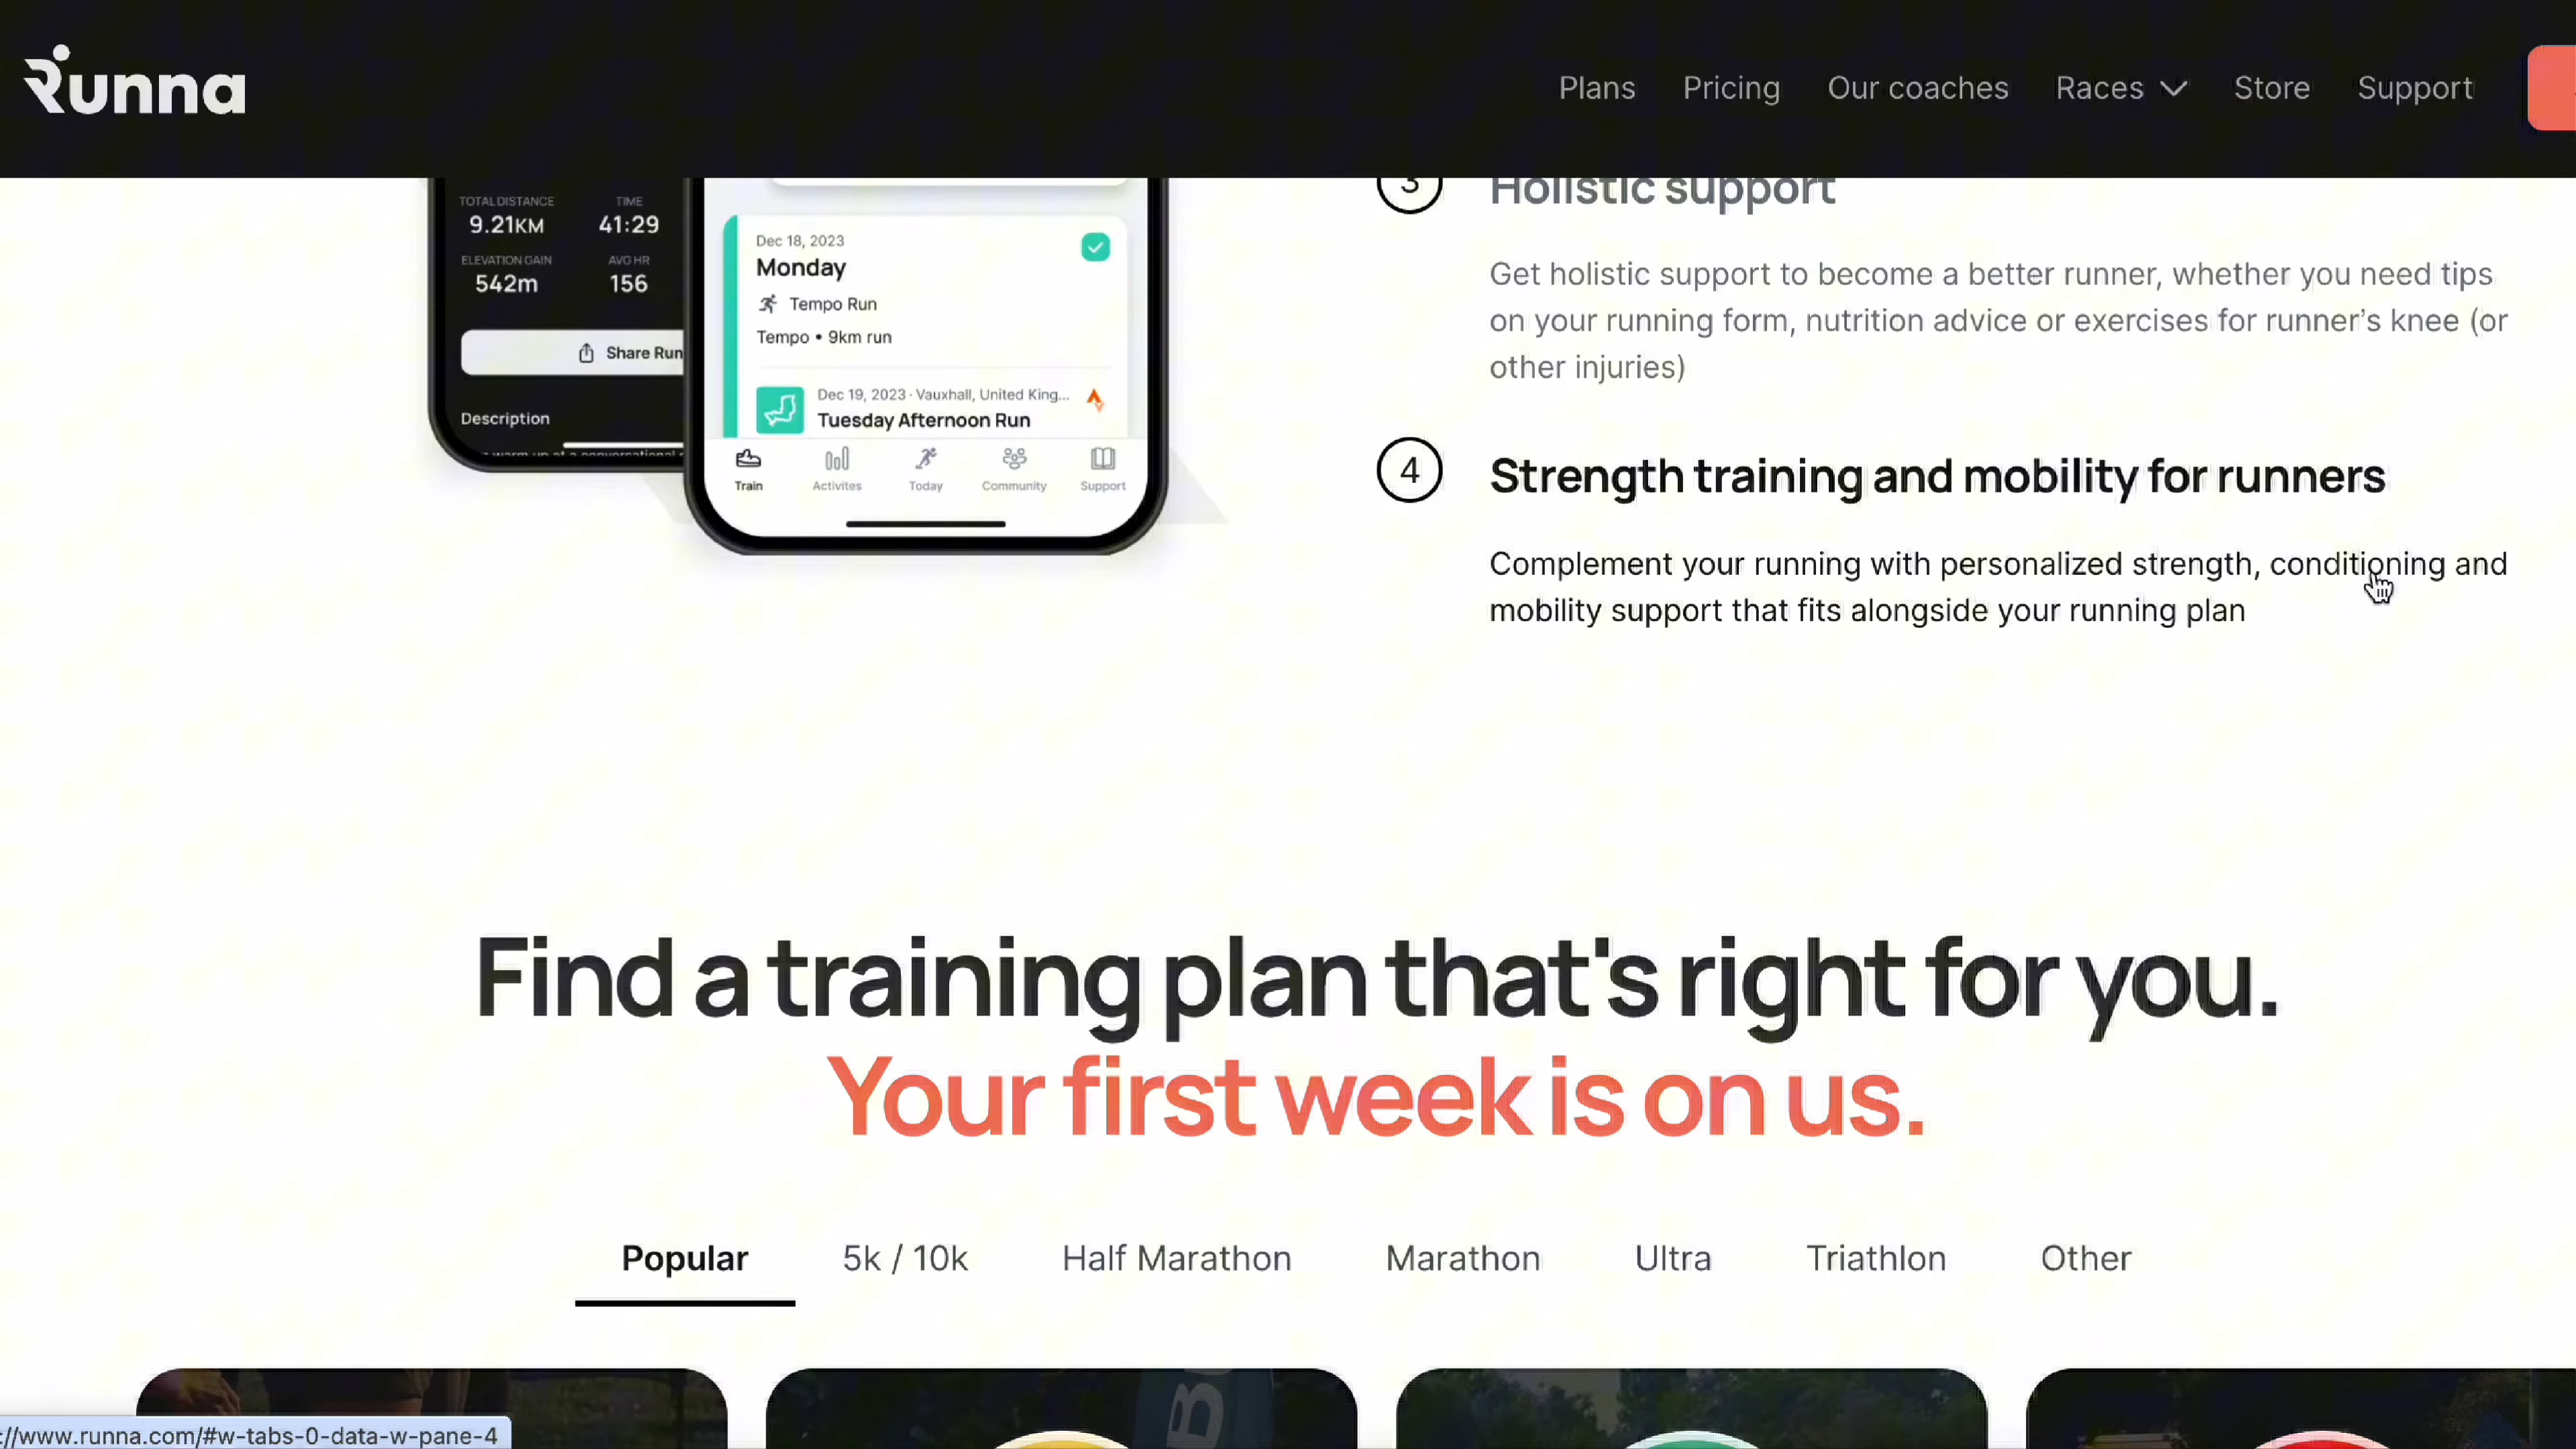 Runna
Plans Pricing Our coaches Races Store Support
TOTAL DISTANCE TIME
9.21KM 41:29
ELEVATION GAIN AVG HR
542m 156
Share Run
Description
Dec 18, 2023
Monday
Tempo Run
Tempo • 9km run
Dec 19, 2023 · Vauxhall, United King...
Tuesday Afternoon Run
Train Activites Today Community Support
3 Holistic support
Get holistic support to become a better runner, whether you need tips
on your running form, nutrition advice or exercises for runner's knee (or
other injuries)
4 Strength training and mobility for runners
Complement your running with personalized strength, conditioning and
mobility support that fits alongside your running plan
Find a training plan that's right for you.
Your first week is on us.
Popular 5k / 10k Half Marathon Marathon Ultra Triathlon Other
://www.runna.com/#w-tabs-0-data-w-pane-4